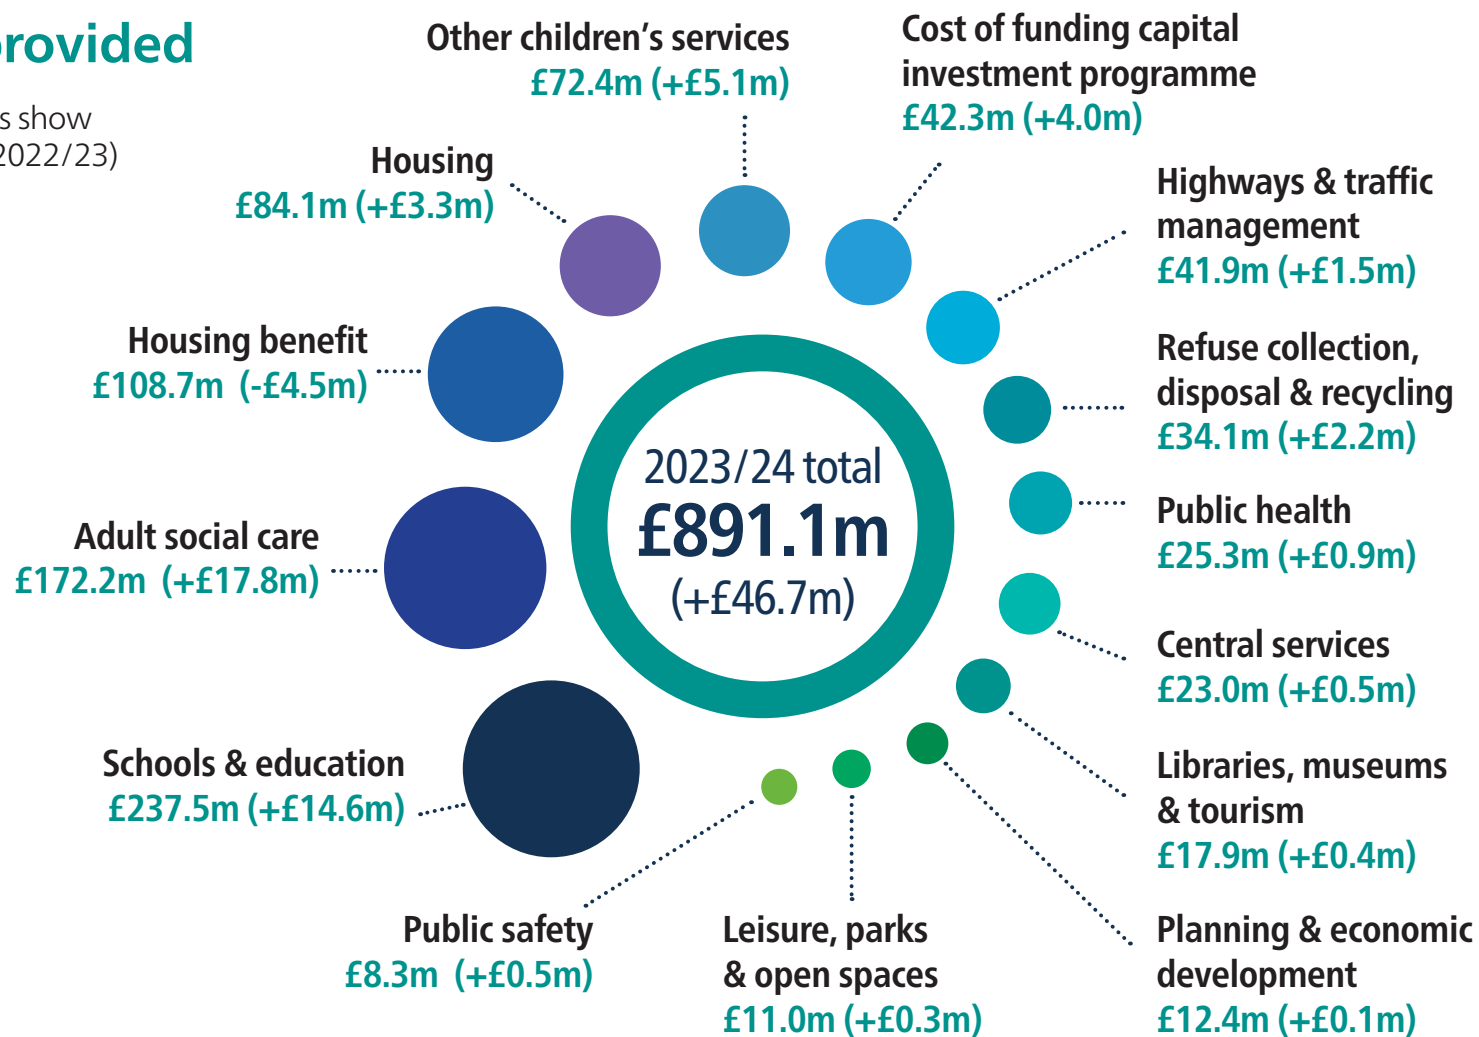 provided
s show
2022/23)
Other children’s services
£72.4m (+£5.1m)
Cost of funding capital
investment programme
£42.3m (+4.0m)
Housing
£84.1m (+£3.3m)
Highways & traffic
management
£41.9m (+£1.5m)
Housing benefit
£108.7m (-£4.5m)
Refuse collection,
disposal & recycling
£34.1m (+£2.2m)
2023/24 total
£891.1m
(+£46.7m)
Public health
£25.3m (+£0.9m)
Adult social care
£172.2m (+£17.8m)
Central services
£23.0m (+£0.5m)
Schools & education
£237.5m (+£14.6m)
Libraries, museums
& tourism
£17.9m (+£0.4m)
Public safety
£8.3m (+£0.5m)
Leisure, parks
& open spaces
£11.0m (+£0.3m)
Planning & economic
development
£12.4m (+£0.1m)